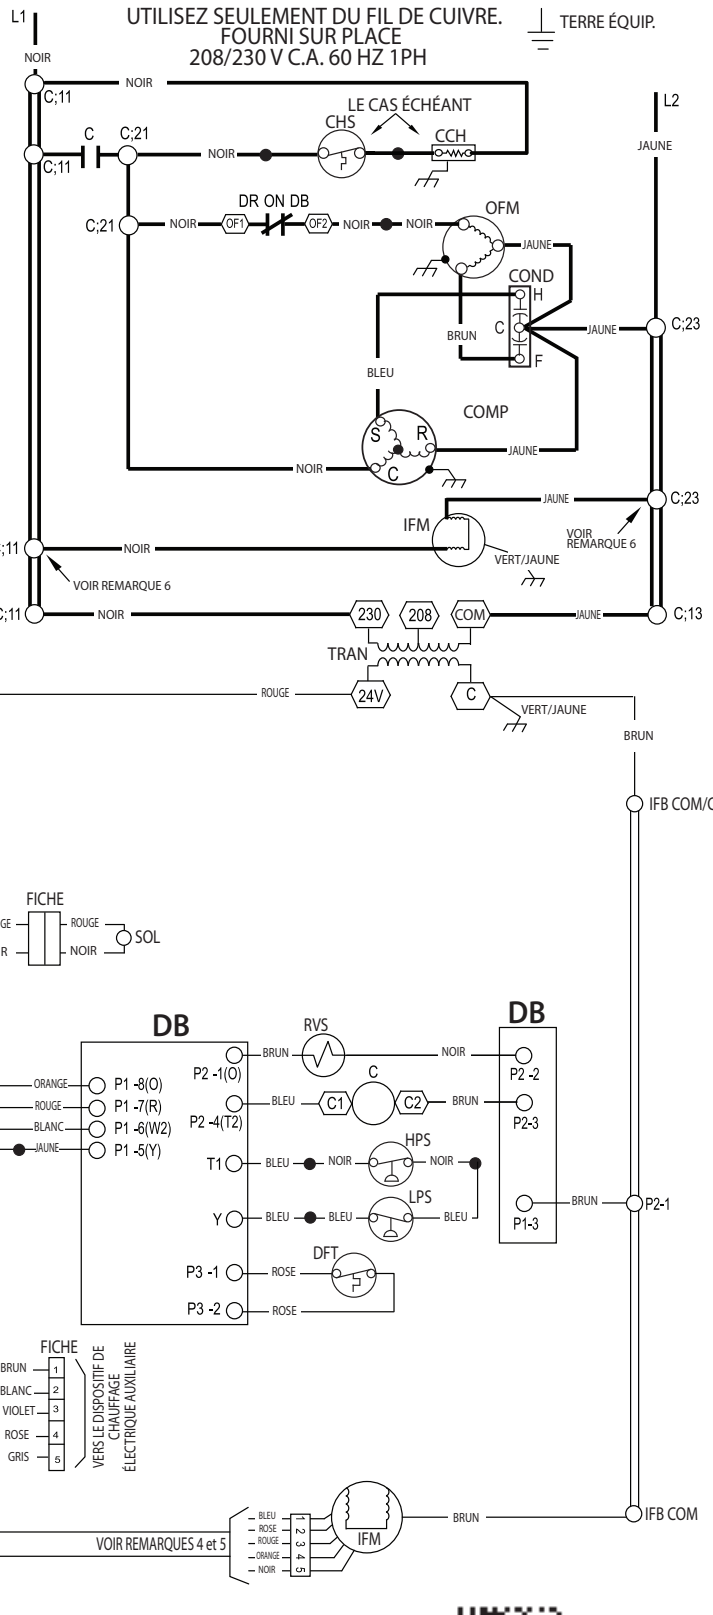 L1
UTILISEZ SEULEMENT DU FIL DE CUIVRE.
FOURNI SUR PLACE
208/230 V C.A. 60 HZ 1PH
TERRE ÉQUIP.
NOIR
C;11
NOIR
LE CAS ÉCHÉANT
L2
C
C;21
CHS
CCH
C;11
NOIR
JAUNE
DR ON DB
OFM
C;21
NOIR
OF1
OF2
NOIR
NOIR
JAUNE
COND
H
BRUN
C
JAUNE
C;23
F
BLEU
COMP
S
R
C
JAUNE
NOIR
JAUNE
C;23
IFM
VOIR
REMARQUE 6
;11
NOIR
VERT/JAUNE
VOIR REMARQUE 6
C;11
NOIR
230
208
COM
JAUNE
C;13
TRAN
ROUGE
24V
C
VERT/JAUNE
BRUN
IFB COM/C
FICHE
GE
ROUGE
SOL
R
NOIR
DB
DB
RVS
BRUN
NOIR
P2 -1(O)
P2 -2
ORANGE
P1 -8(O)
C
ROUGE
P1 -7(R)
BLEU
C1
C2
BRUN
P2 -4(T2)
P2-3
BLANC
P1 -6(W2)
JAUNE
P1 -5(Y)
HPS
T1
BLEU
NOIR
NOIR
LPS
BRUN
P2-1
P1-3
Y
BLEU
BLEU
BLEU
DFT
P3 -1
ROSE
P3 -2
ROSE
FICHE
BRUN
1
BLANC
2
VIOLET
3
ROSE
4
GRIS
5
VERS LE DISPOSITIF DE
CHAUFFAGE
ÉLECTRIQUE AUXILIAIRE
VOIR REMARQUES 4 et 5
BLEU
1
ROSE
2
ROUGE
3
ORANGE
4
NOIR
5
IFM
BRUN
IFB COM